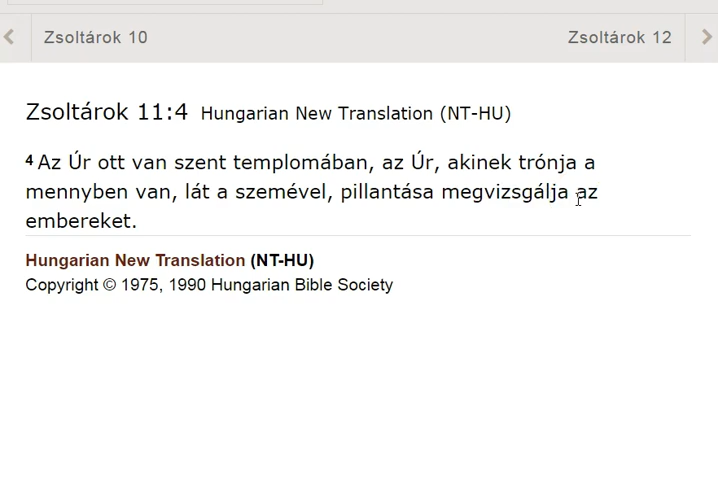 Zsoltárok 10
Zsoltárok 12
Zsoltárok 11:4 Hungarian New Translation (NT-HU)
4 Az Úr ott van szent templomában, az Úr, akinek trónja a
mennyben van, lát a szemével, pillantása megvizsgálja az
embereket.
Hungarian New Translation (NT-HU)
Copyright © 1975, 1990 Hungarian Bible Society